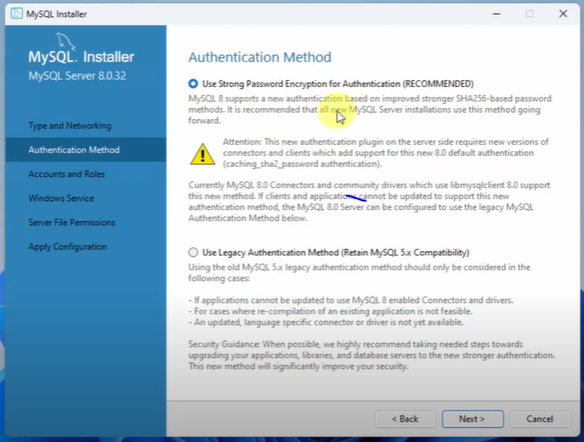 MySQL Installer
MySQL. Installer
MySQL Server 8.0.32
Type and Networking
Authentication Method
Accounts and Roles
Windows Service
Server File Permissions
Apply Configuration
Authentication Method
Use Strong Password Encryption for Authentication (RECOMMENDED)
MySQL 8 supports a new authentication based on improved stronger SHA256-based password
methods. It is recommended that all new MySQL Server installations use this method going
forward.
Attention: This new authentication plugin on the server side requires new versions of
connectors and clients which add support for this new 8.0 default authentication
(caching_sha2_password authentication).
Currently MySQL 8.0 Connectors and community drivers which use libmysqlclient 8.0 support
this new method. If clients and applications cannot be updated to support this new
authentication method, the MySQL 8.0 Server can be configured to use the legacy MySQL
Authentication Method below.
Use Legacy Authentication Method (Retain MySQL 5.x Compatibility)
Using the old MySQL 5.x legacy authentication method should only be considered in the
following cases:
- If applications cannot be updated to use MySQL 8 enabled Connectors and drivers.
- For cases where re-compilation of an existing application is not feasible.
- An updated, language specific connector or driver is not yet available.
Security Guidance: When possible, we highly recommend taking needed steps towards
upgrading your applications, libraries, and database servers to the new stronger authentication.
This new method will significantly improve your security.
< Back
Next >
Cancel